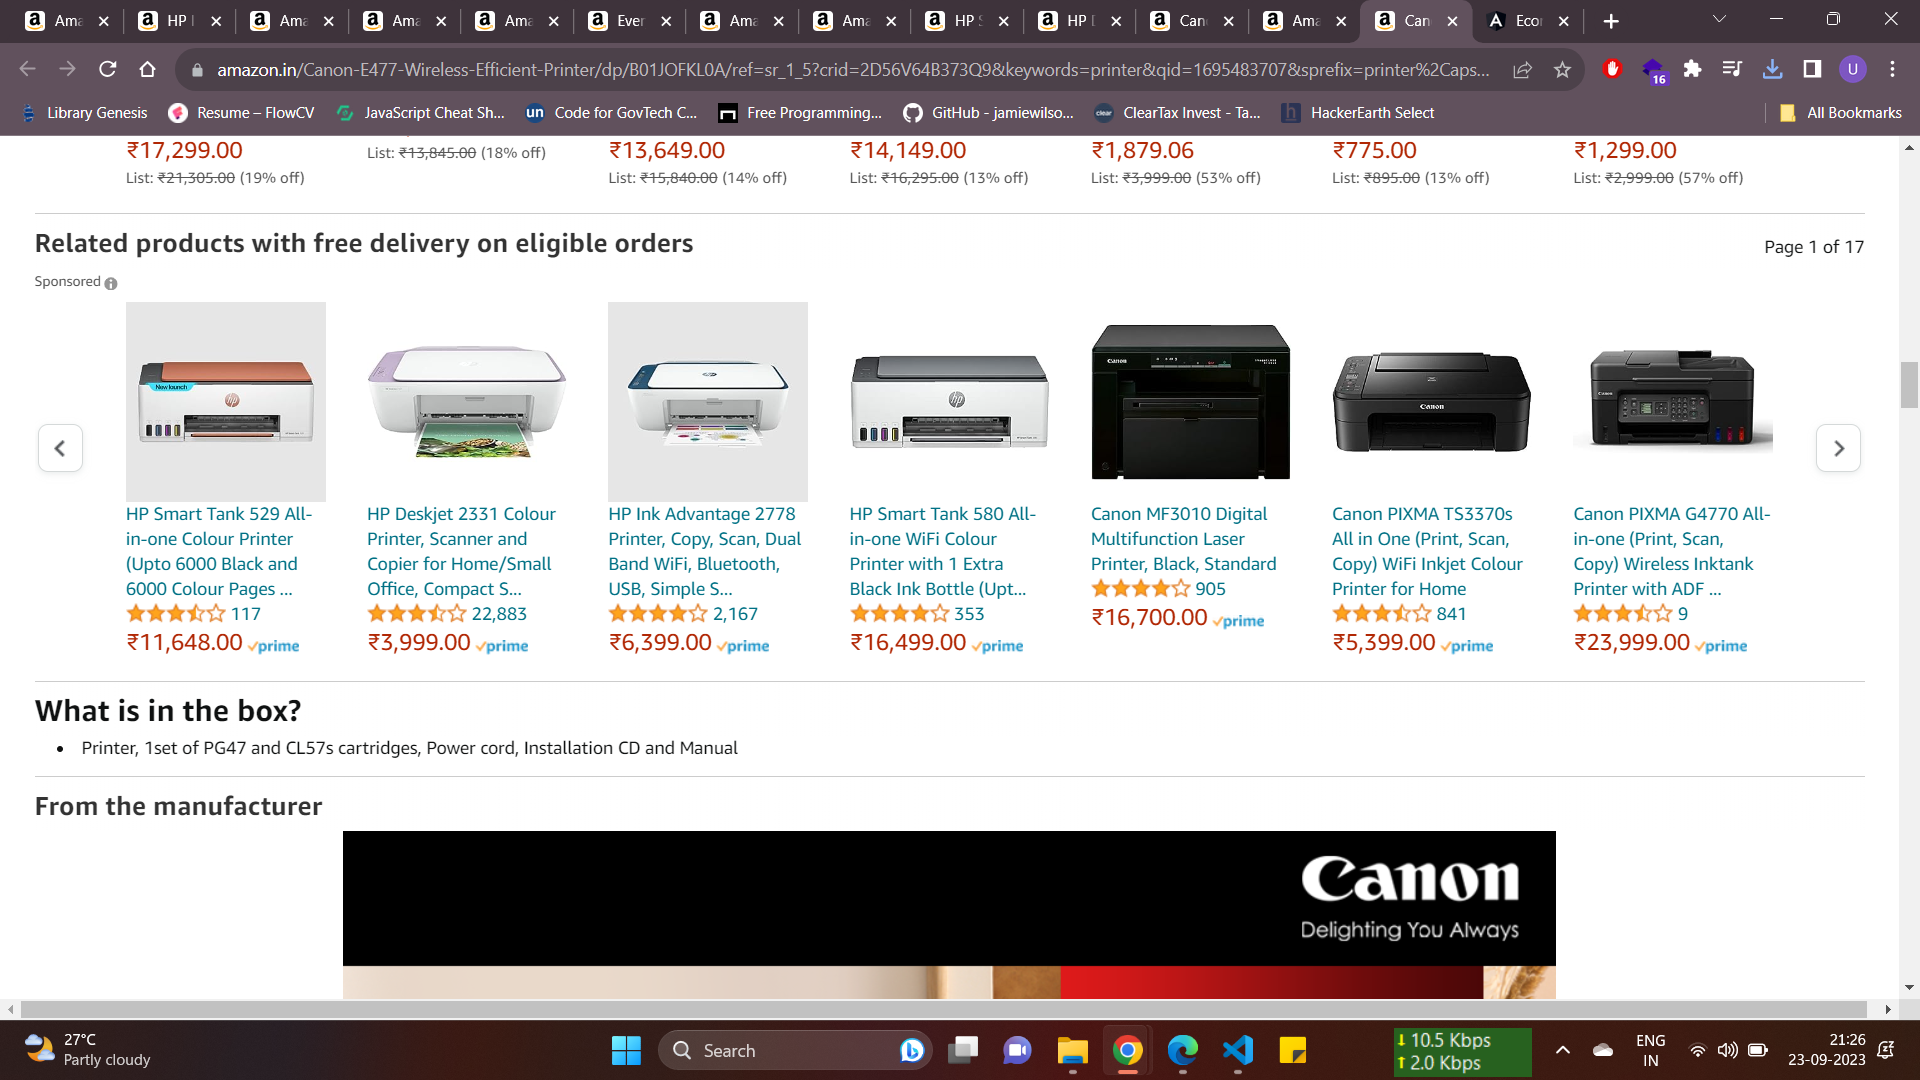 Ama
HP I
Ama
Ama
Ama
Ever
Ama
Ama
HP S
HP D
Can
Ama
Can
Ecor
amazon.in/Canon-E477-Wireless-Efficient-Printer/dp/B01JOFKL0A/ref=sr_1_5?crid=2D56V64B373Q9&keywords=printer&qid=1695483707&sprefix=printer%2Caps...
16
U
Library Genesis
Resume – FlowCV
JavaScript Cheat Sh...
un Code for GovTech C...
Free Programming...
GitHub - jamiewilso...
clear ClearTax Invest - Ta...
h HackerEarth Select
All Bookmarks
₹17,299.00
List: ₹21,305.00 (19% off)
List: ₹13,845.00 (18% off)
₹13,649.00
List: ₹15,840.00 (14% off)
₹14,149.00
List: ₹16,295.00 (13% off)
₹1,879.06
List: ₹3,999.00 (53% off)
₹775.00
List: ₹895.00 (13% off)
₹1,299.00
List: ₹2,999.00 (57% off)
Related products with free delivery on eligible orders
Page 1 of 17
Sponsored
New launch
hp
hp
Canon
Canon
Canon
HP Smart Tank 529 All-
in-one Colour Printer
(Upto 6000 Black and
6000 Colour Pages ...
117
₹11,648.00 prime
HP Deskjet 2331 Colour
Printer, Scanner and
Copier for Home/Small
Office, Compact S...
22,883
₹3,999.00 prime
HP Ink Advantage 2778
Printer, Copy, Scan, Dual
Band WiFi, Bluetooth,
USB, Simple S...
2,167
₹6,399.00 prime
HP Smart Tank 580 All-
in-one WiFi Colour
Printer with 1 Extra
Black Ink Bottle (Upt...
353
₹16,499.00 prime
Canon MF3010 Digital
Multifunction Laser
Printer, Black, Standard
905
₹16,700.00 prime
Canon PIXMA TS3370s
All in One (Print, Scan,
Copy) WiFi Inkjet Colour
Printer for Home
841
₹5,399.00 prime
Canon PIXMA G4770 All-
in-one (Print, Scan,
Copy) Wireless Inktank
Printer with ADF ...
9
₹23,999.00 prime
What is in the box?
• Printer, 1set of PG47 and CL57s cartridges, Power cord, Installation CD and Manual
From the manufacturer
Canon
Delighting You Always
27°C
Partly cloudy
Search
10.5 Kbps
2.0 Kbps
ENG
IN
21:26
23-09-2023